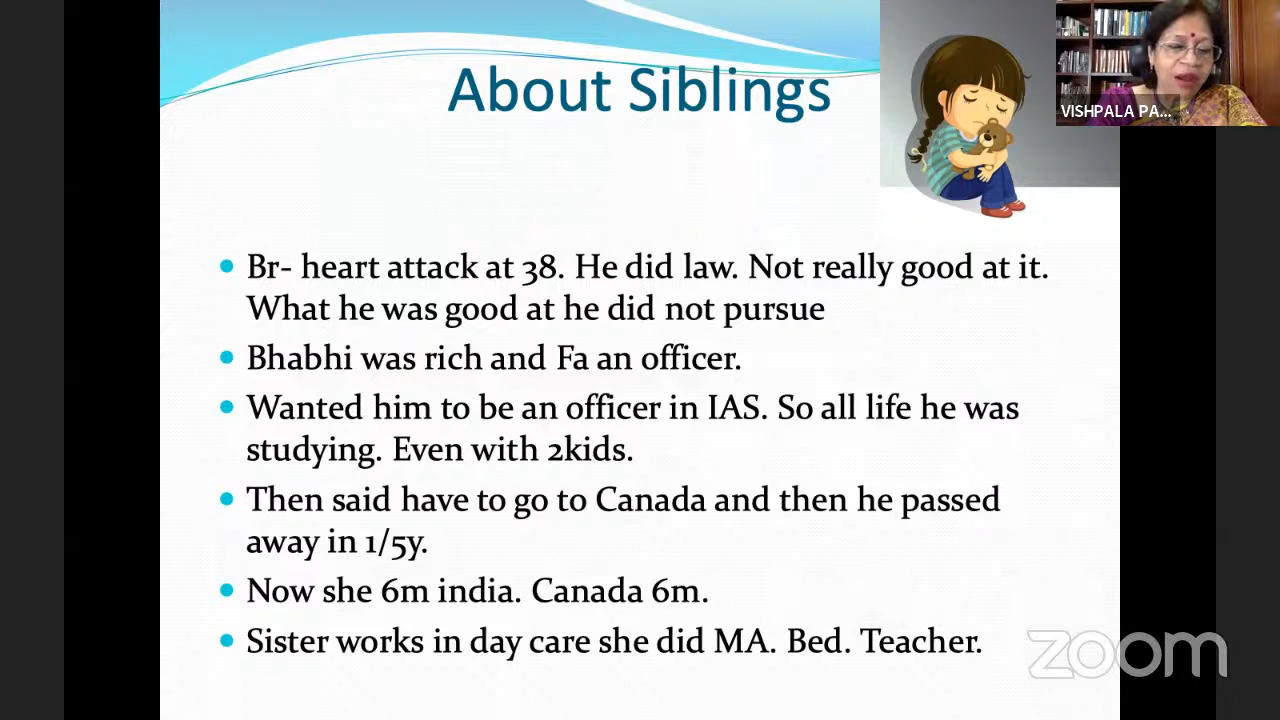 About Siblings
VISHPALA PA...
Br- heart attack at 38. He did law. Not really good at it.
What he was good at he did not pursue
Bhabhi was rich and Fa an officer.
Wanted him to be an officer in IAS. So all life he was
studying. Even with 2kids.
Then said have to go to Canada and then he passed
away in 1/5y.
Now she 6m india. Canada 6m.
Sister works in day care she did MA. Bed. Teacher.
zoom